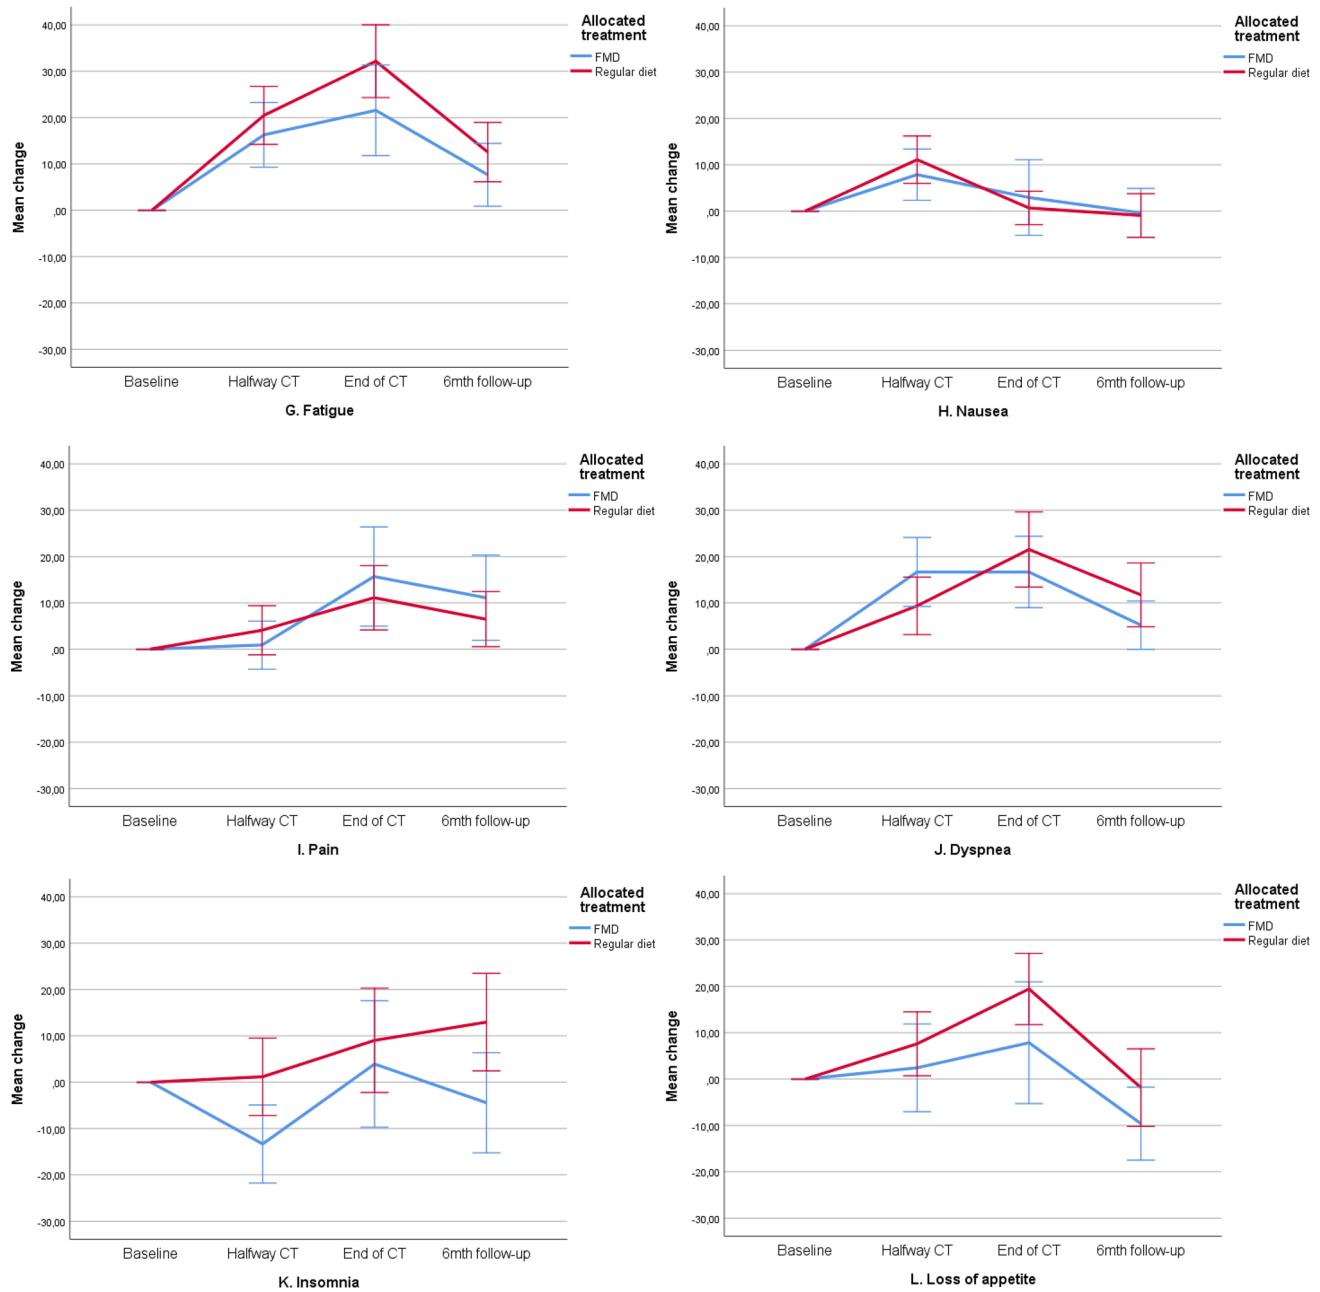 Allocated
treatment
FMD
Regular diet
40,00
30,00
20,00
10,00
,00
-10,00
-20,00
-30,00
Mean change
Baseline
Halfway CT
End of CT
6mth follow-up
G. Fatigue
Allocated
treatment
FMD
Regular diet
40,00
30,00
20,00
10,00
,00
-10,00
-20,00
-30,00
Mean change
Baseline
Halfway CT
End of CT
6mth follow-up
H. Nausea
Allocated
treatment
FMD
Regular diet
40,00
30,00
20,00
10,00
,00
-10,00
-20,00
-30,00
Mean change
Baseline
Halfway CT
End of CT
6mth follow-up
I. Pain
Allocated
treatment
FMD
Regular diet
40,00
30,00
20,00
10,00
,00
-10,00
-20,00
-30,00
Mean change
Baseline
Halfway CT
End of CT
6mth follow-up
J. Dyspnea
Allocated
treatment
FMD
Regular diet
40,00
30,00
20,00
10,00
,00
-10,00
-20,00
-30,00
Mean change
Baseline
Halfway CT
End of CT
6mth follow-up
K. Insomnia
Allocated
treatment
FMD
Regular diet
40,00
30,00
20,00
10,00
,00
-10,00
-20,00
-30,00
Mean change
Baseline
Halfway CT
End of CT
6mth follow-up
L. Loss of appetite